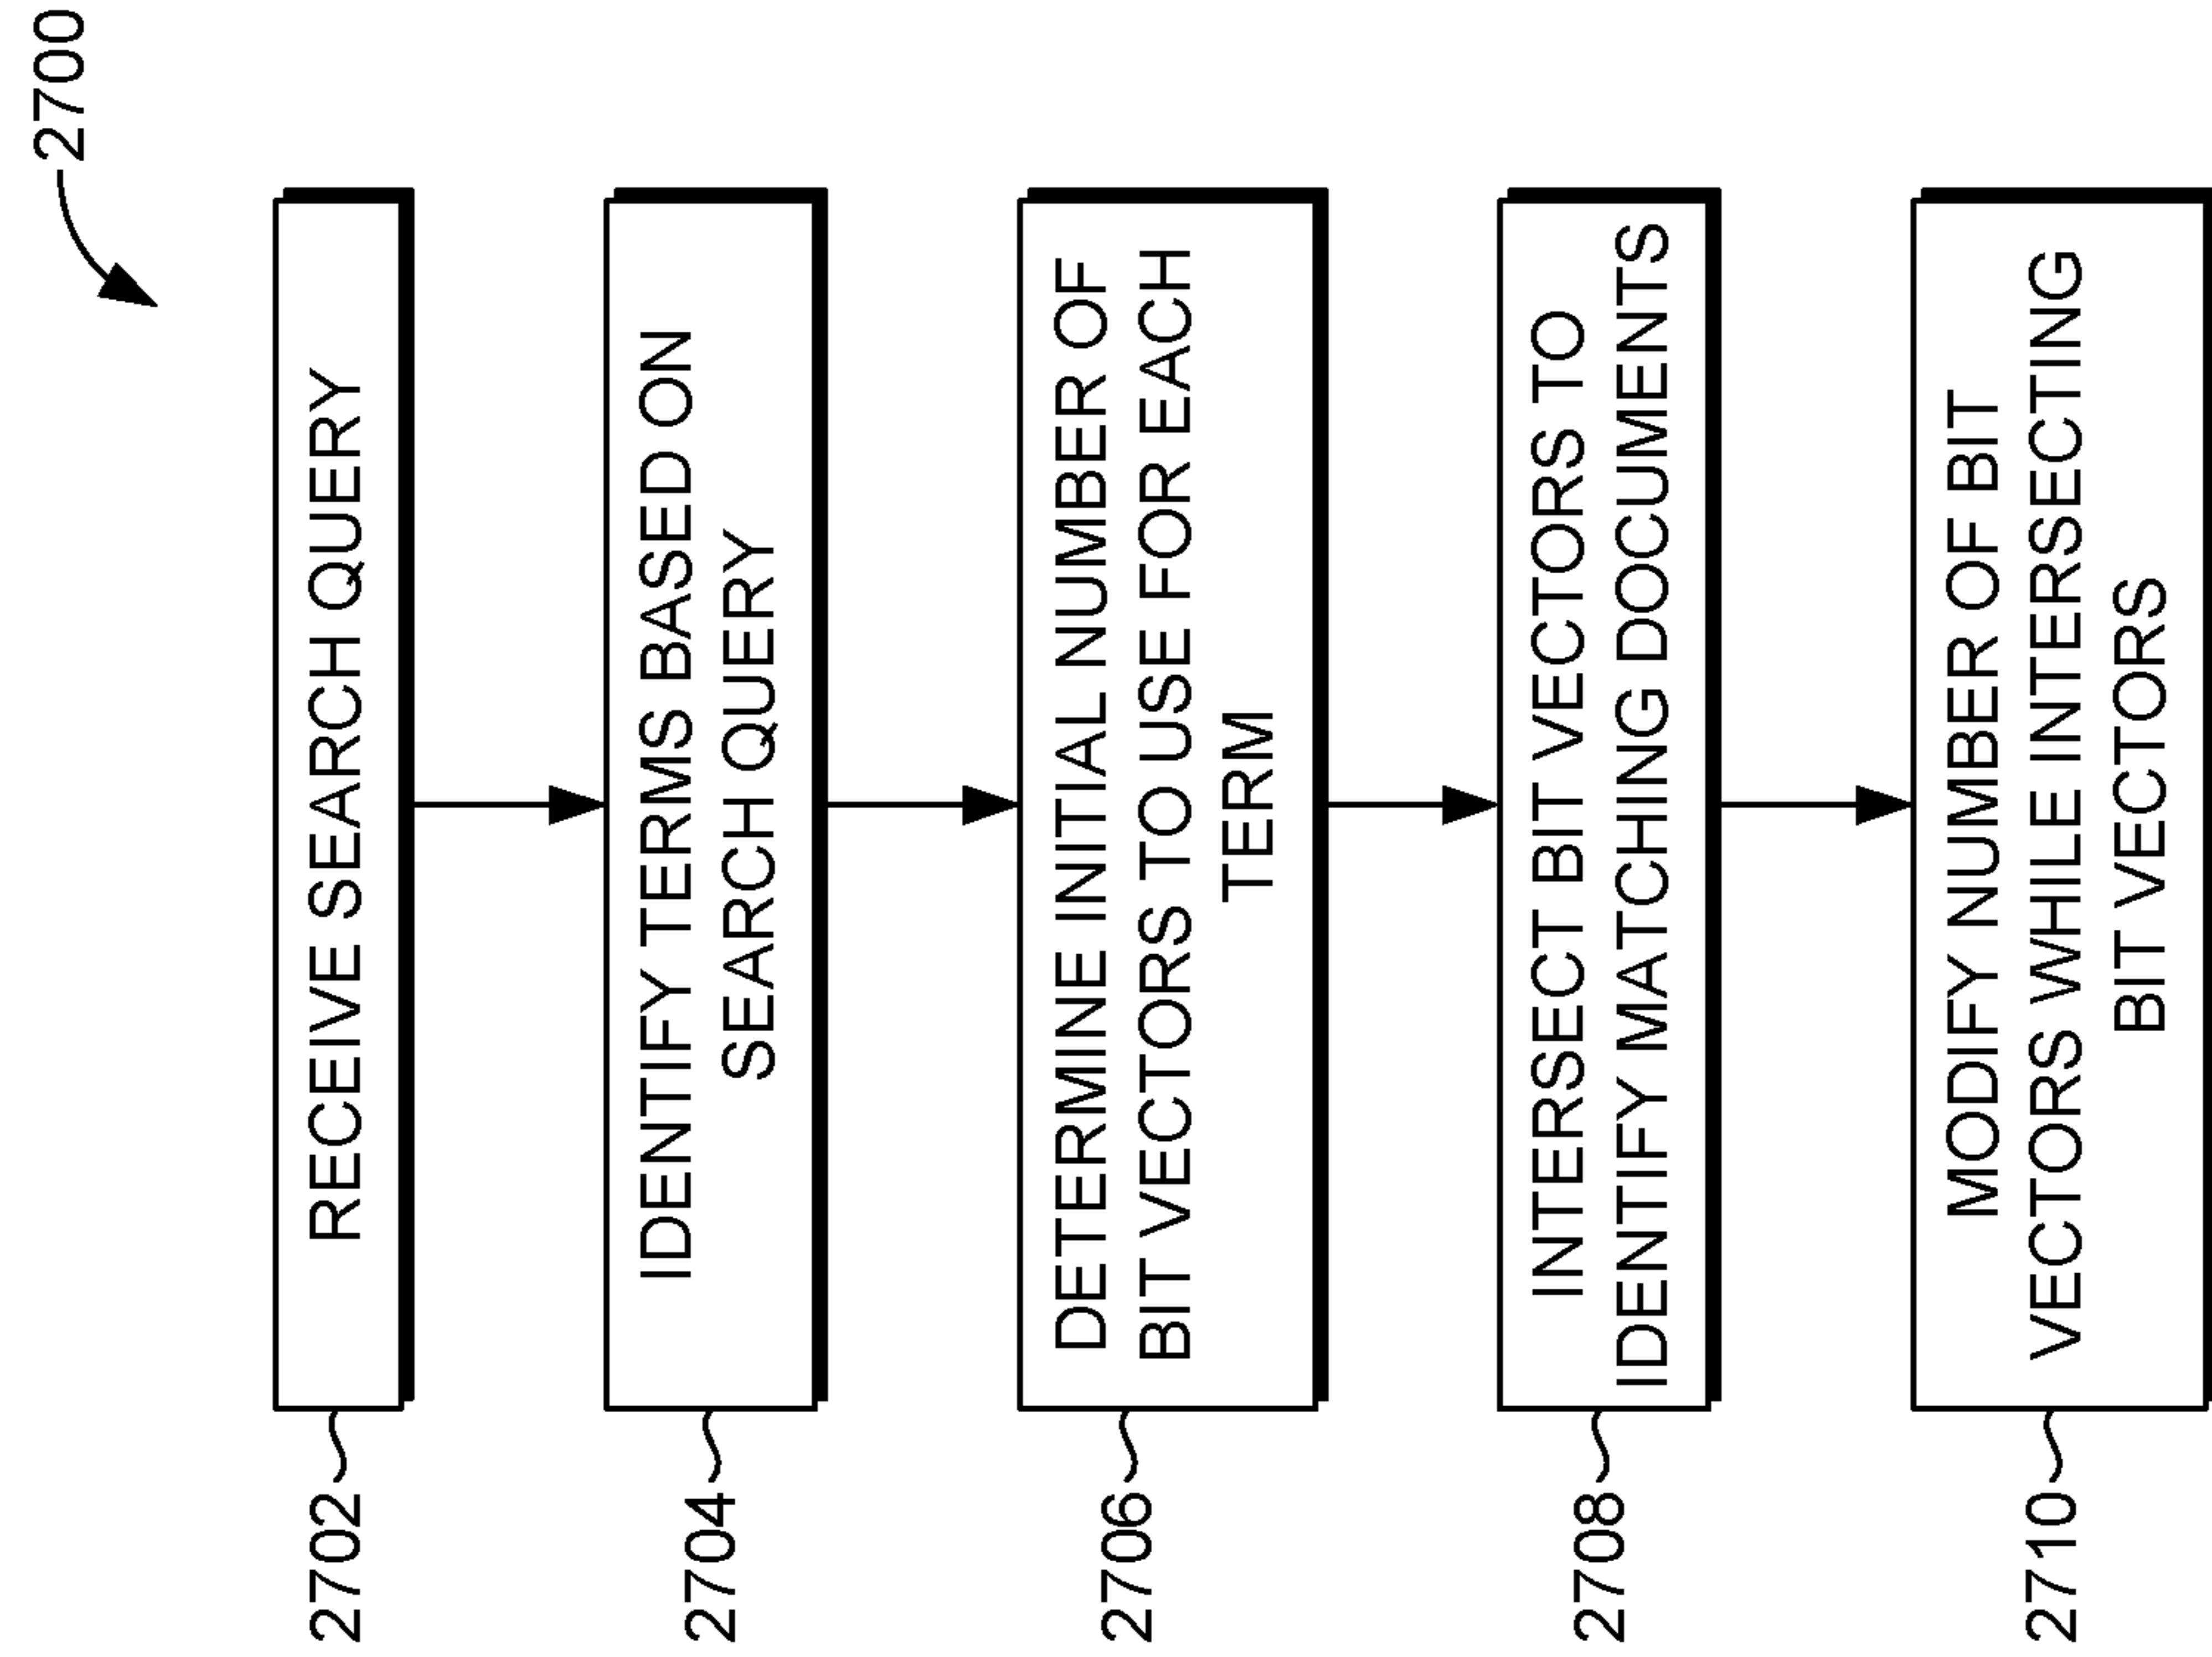 2700
2702
RECEIVE SEARCH QUERY
2704
IDENTIFY TERMS BASED ON
SEARCH QUERY
2706
DETERMINE INITIAL NUMBER OF
BIT VECTORS TO USE FOR EACH
TERM
2708
INTERSECT BIT VECTORS TO
IDENTIFY MATCHING DOCUMENTS
2710
MODIFY NUMBER OF BIT
VECTORS WHILE INTERSECTING
BIT VECTORS